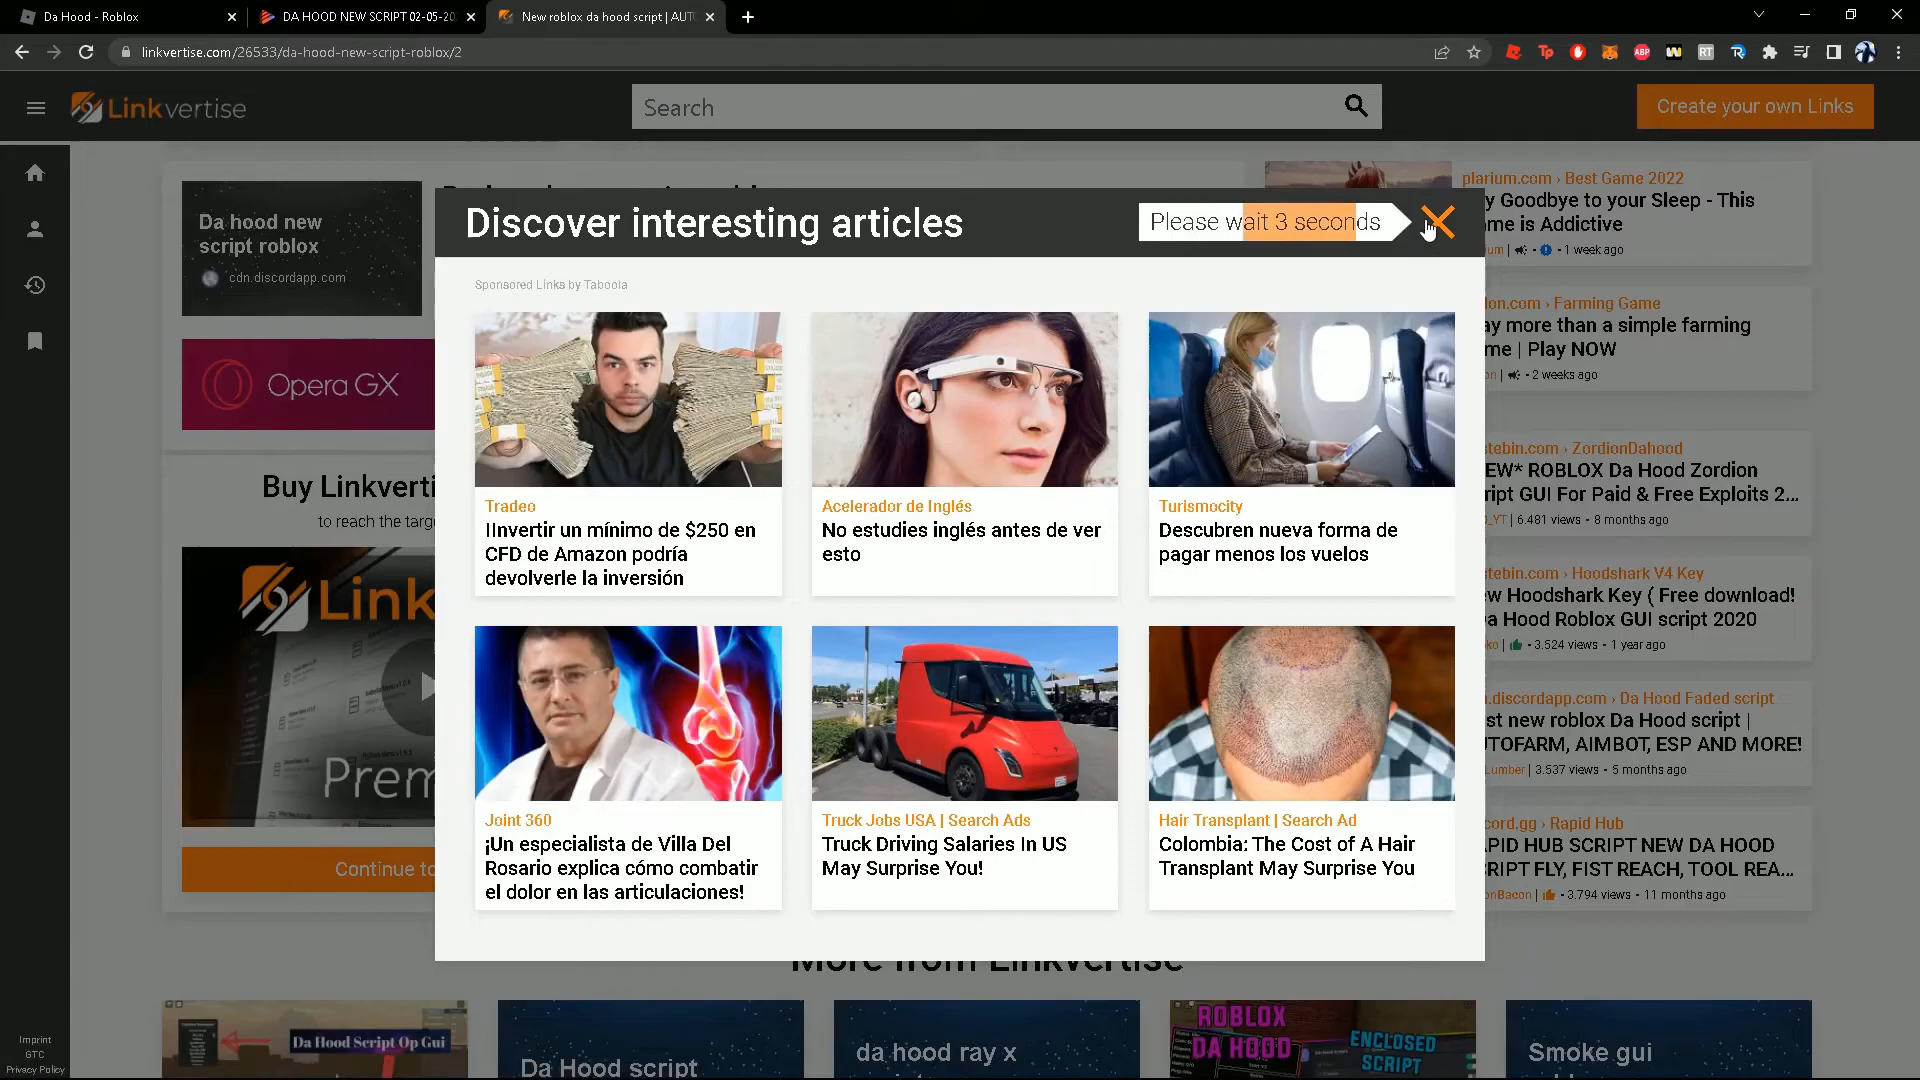 Da Hood - Roblox
DA HOOD NEW SCRIPT 02-05-20
New roblox da hood script | AUT
linkvertise.com/26533/da-hood-new-script-roblox/2
Linkvertise
Search
Create your own Links
Da hood new
script roblox
cdn.discordapp.com
Opera GX
Buy Linkverti
to reach the targ
Link
Prem
Continue to
Discover interesting articles
Please wait 3 seconds
Sponsored Links by Taboola
Tradeo
IInvertir un mínimo de $250 en
CFD de Amazon podría
devolverle la inversión
Acelerador de Inglés
No estudies inglés antes de ver
esto
Turismocity
Descubren nueva forma de
pagar menos los vuelos
Joint 360
¡Un especialista de Villa Del
Rosario explica cómo combatir
el dolor en las articulaciones!
Truck Jobs USA | Search Ads
Truck Driving Salaries In US
May Surprise You!
Hair Transplant | Search Ad
Colombia: The Cost of A Hair
Transplant May Surprise You
plarium.com › Best Game 2022
y Goodbye to your Sleep - This
me is Addictive
ium | • 1 week ago
lon.com › Farming Game
ay more than a simple farming
me | Play NOW
on | • 2 weeks ago
stebin.com › ZordionDahood
EW* ROBLOX Da Hood Zordion
ript GUI For Paid & Free Exploits 2...
_YT | 6.481 views • 8 months ago
stebin.com › Hoodshark V4 Key
w Hoodshark Key ( Free download!
a Hood Roblox GUI script 2020
ko | • 3.524 views • 1 year ago
.discordapp.com › Da Hood Faded script
st new roblox Da Hood script |
TOFARM, AIMBOT, ESP AND MORE!
Lumber | 3.537 views • 5 months ago
cord.gg › Rapid Hub
APID HUB SCRIPT NEW DA HOOD
RIPT FLY, FIST REACH, TOOL REA...
onBacon | • 3.794 views • 11 months ago
More from Linkvertise
Da Hood Script Op Gui
Da Hood script
da hood ray x
ROBLOX
DA HOOD
ENCLOSED
SCRIPT
Smoke gui
Imprint
GTC
Privacy Policy